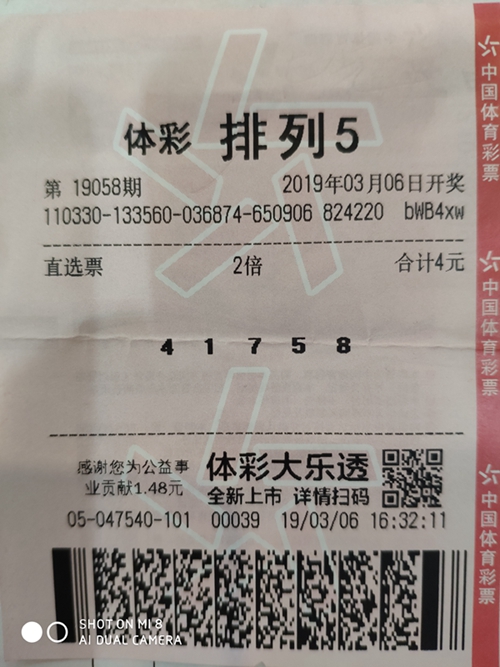 体彩 排列5
第 19058期 2019年03月06日开奖
110330-133560-036874-650906 824220 bWB4xw
直选票 2倍 合计4元
4 1 7 5 8
感谢您为公益事
业贡献1.48元
体彩大乐透
全新上市 详情扫码
05-047540-101 00039 19/03/06 16:32:11
SHOT ON MI 8
AI DUAL CAMERA
中国体育彩票
中国体育彩票
中国体育彩票